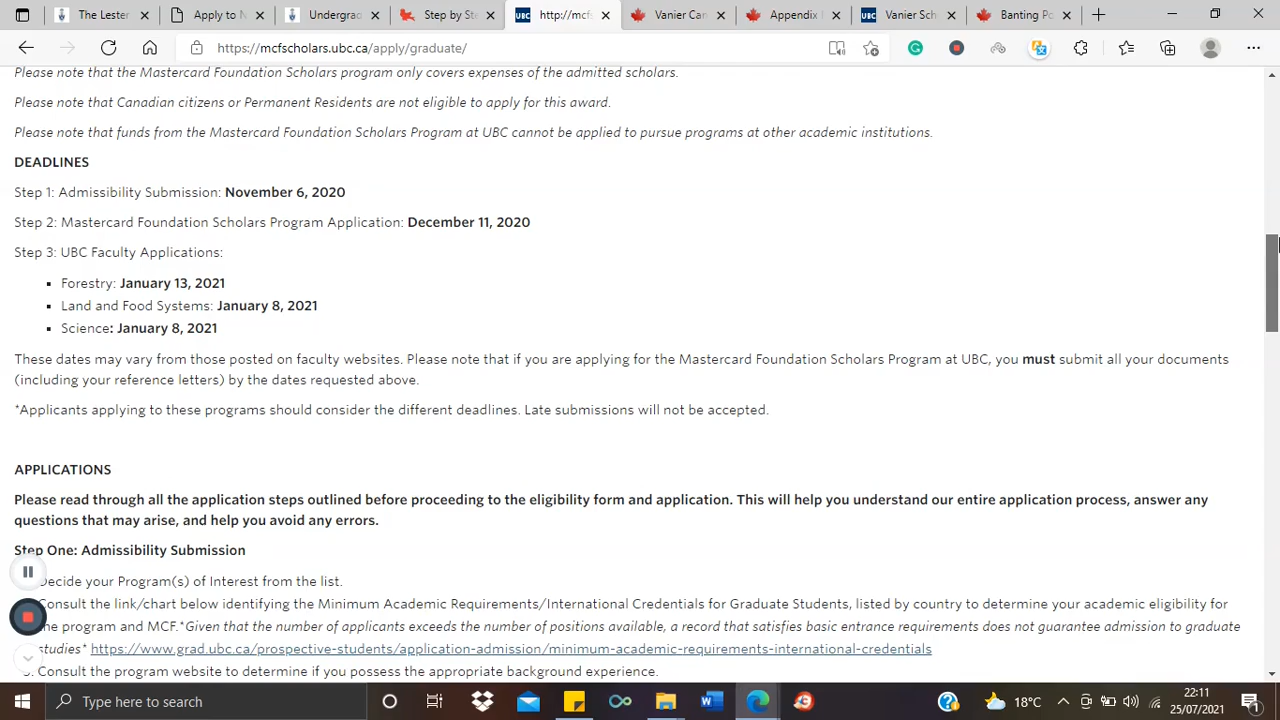 The Lester
Apply to N
Undergrad
Step by Ste
http://mcfs
Vanier Can
Appendix
Vanier Sch
Banting Po
https://mcfscholars.ubc.ca/apply/graduate/
Please note that the Mastercard Foundation Scholars program only covers expenses of the admitted scholars.
Please note that Canadian citizens or Permanent Residents are not eligible to apply for this award.
Please note that funds from the Mastercard Foundation Scholars Program at UBC cannot be applied to pursue programs at other academic institutions.
DEADLINES
Step 1: Admissibility Submission: November 6, 2020
Step 2: Mastercard Foundation Scholars Program Application: December 11, 2020
Step 3: UBC Faculty Applications:
Forestry: January 13, 2021
Land and Food Systems: January 8, 2021
Science: January 8, 2021
These dates may vary from those posted on faculty websites. Please note that if you are applying for the Mastercard Foundation Scholars Program at UBC, you must submit all your documents
(including your reference letters) by the dates requested above.
*Applicants applying to these programs should consider the different deadlines. Late submissions will not be accepted.
APPLICATIONS
Please read through all the application steps outlined before proceeding to the eligibility form and application. This will help you understand our entire application process, answer any
questions that may arise, and help you avoid any errors.
Step One: Admissibility Submission
Decide your Program(s) of Interest from the list.
Consult the link/chart below identifying the Minimum Academic Requirements/International Credentials for Graduate Students, listed by country to determine your academic eligibility for
the program and MCF.*Given that the number of applicants exceeds the number of positions available, a record that satisfies basic entrance requirements does not guarantee admission to graduate
studies* https://www.grad.ubc.ca/prospective-students/application-admission/minimum-academic-requirements-international-credentials
3. Consult the program website to determine if you possess the appropriate background experience.
Type here to search
18°C
22:11
25/07/2021